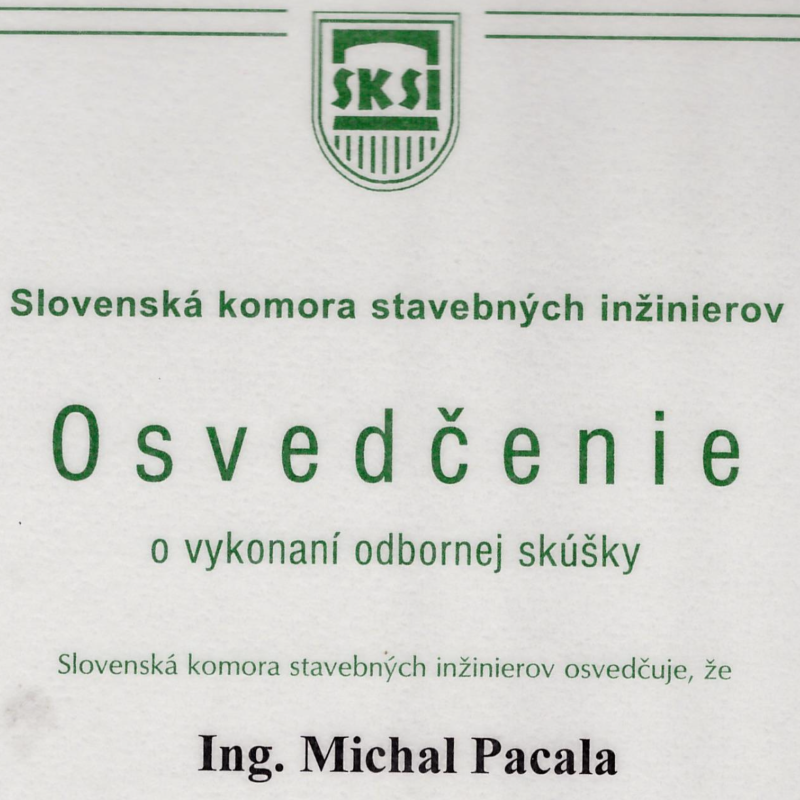 SKSI
Slovenská komora stavebných inžinierov
Osvedčenie
o vykonaní odbornej skúšky
Slovenská komora stavebných inžinierov osvedčuje, že
Ing. Michal Pacala